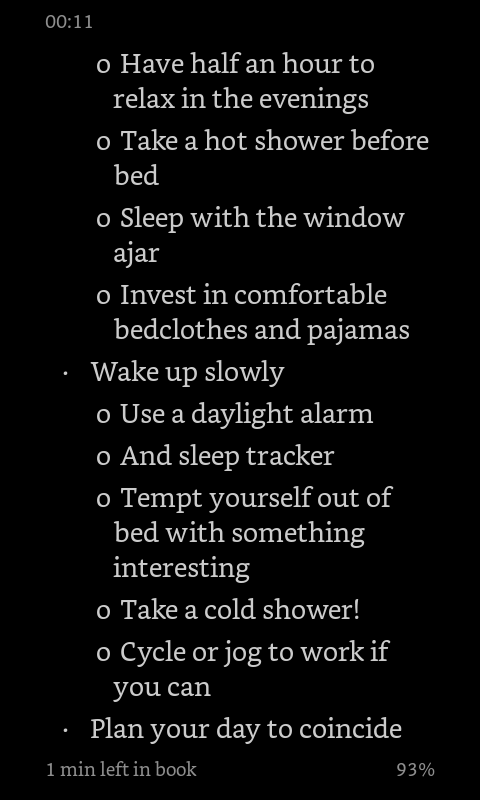 00:11
o Have half an hour to
relax in the evenings
o Take a hot shower before
bed
o Sleep with the window
ajar
o Invest in comfortable
bedclothes and pajamas
· Wake up slowly
o Use a daylight alarm
o And sleep tracker
o Tempt yourself out of
bed with something
interesting
o Take a cold shower!
o Cycle or jog to work if
you can
· Plan your day to coincide
1 min left in book 93%